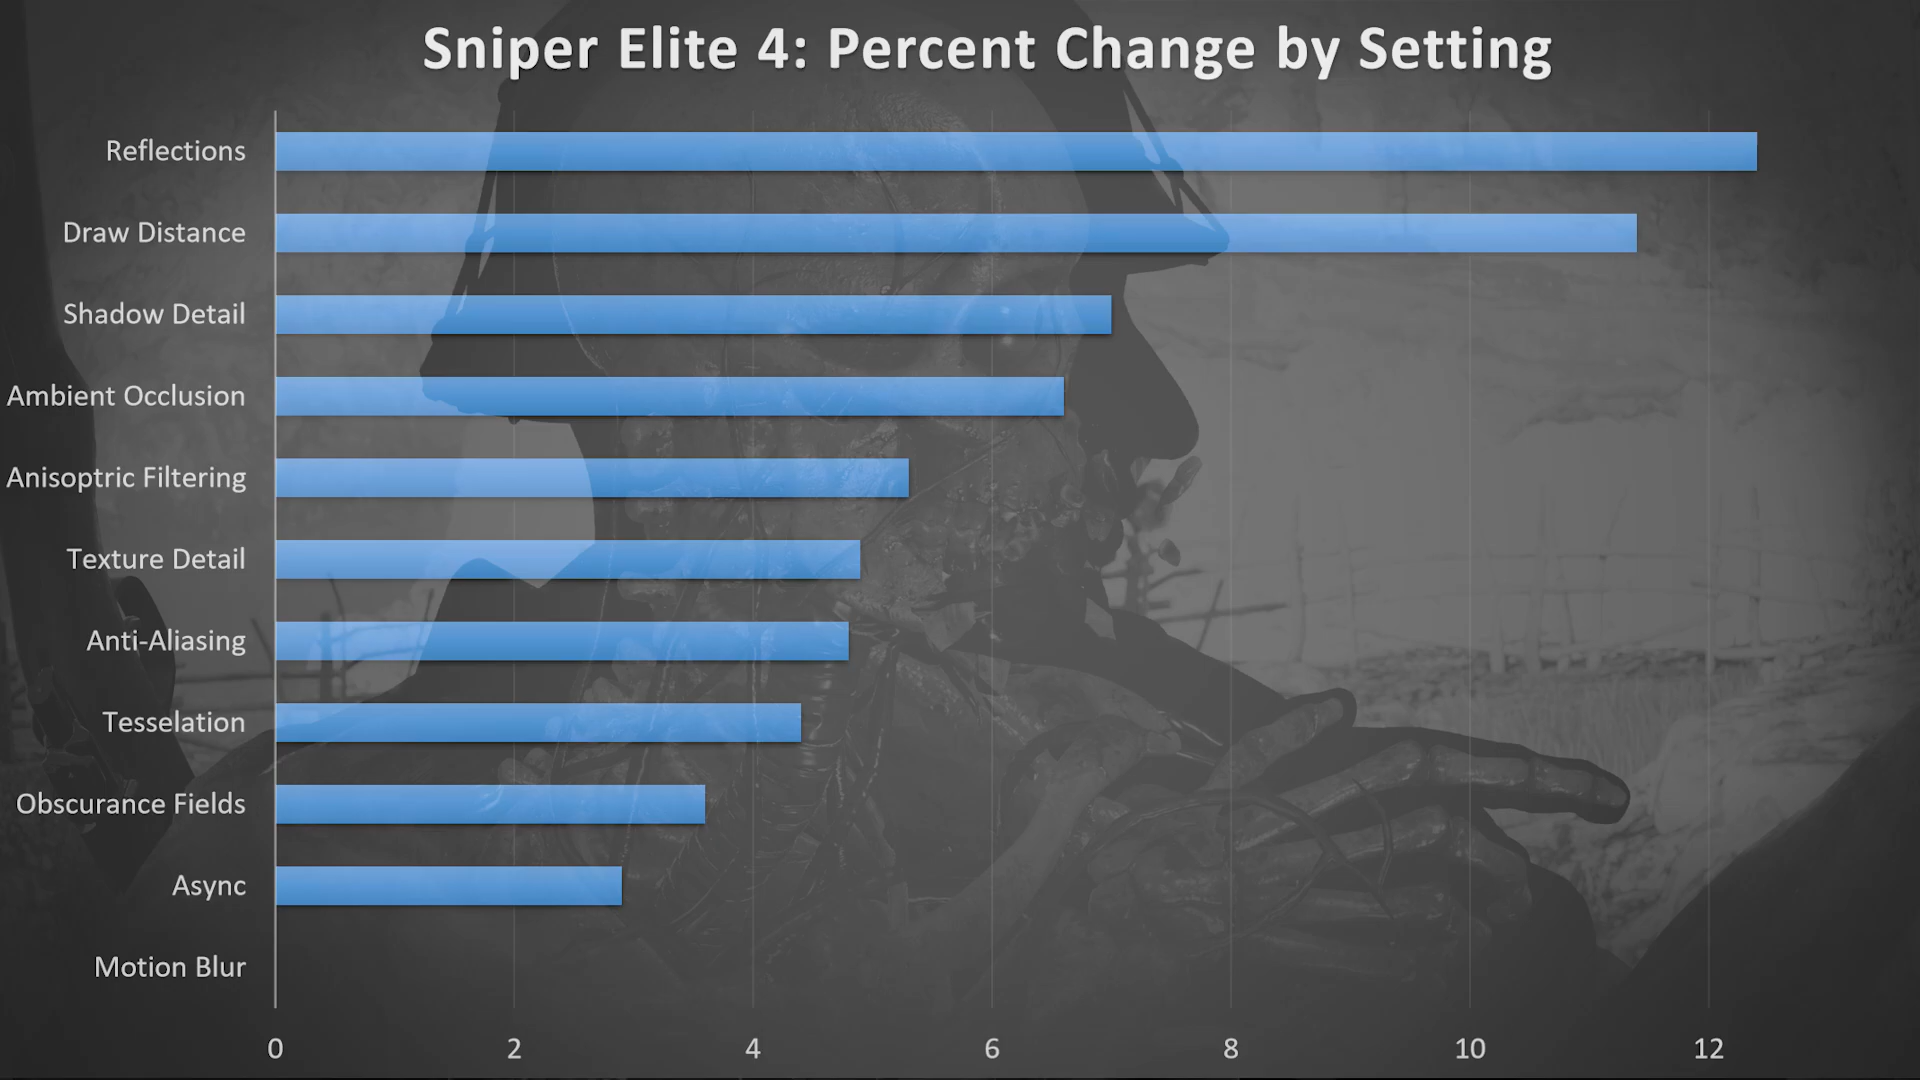 Sniper Elite 4: Percent Change by Setting
Reflections
Draw Distance
Shadow Detail
Ambient Occlusion
Anisoptric Filtering
Texture Detail
Anti-Aliasing
Tesselation
Obscurance Fields
Async
Motion Blur
0 2 4 6 8 10 12